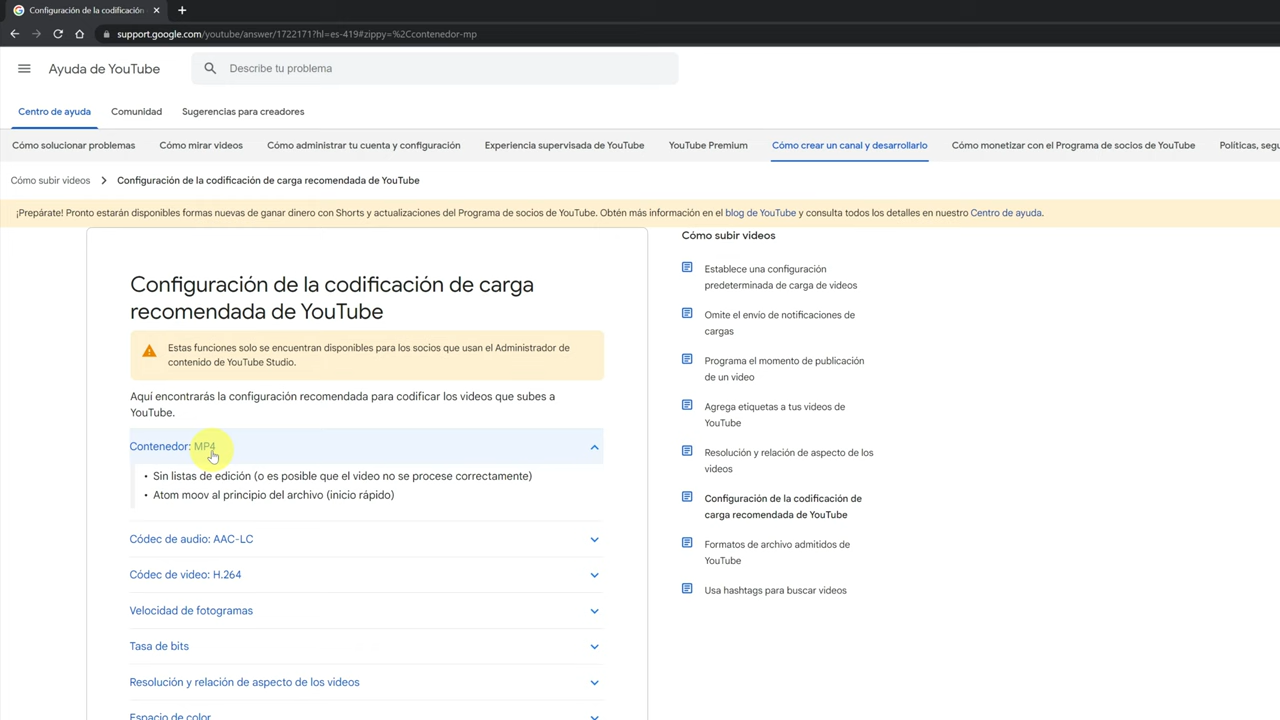 Configuración de la codificación
support.google.com/youtube/answer/1722171?hl=es-419#zippy=%2Ccontenedor-mp
Ayuda de YouTube
Describe tu problema
Centro de ayuda Comunidad Sugerencias para creadores
Cómo solucionar problemas Cómo mirar videos Cómo administrar tu cuenta y configuración Experiencia supervisada de YouTube YouTube Premium Cómo crear un canal y desarrollarlo Cómo monetizar con el Programa de socios de YouTube Políticas, segu
Cómo subir videos Configuración de la codificación de carga recomendada de YouTube
¡Prepárate! Pronto estarán disponibles formas nuevas de ganar dinero con Shorts y actualizaciones del Programa de socios de YouTube. Obtén más información en el blog de YouTube y consulta todos los detalles en nuestro Centro de ayuda.
Configuración de la codificación de carga
recomendada de YouTube
Estas funciones solo se encuentran disponibles para los socios que usan el Administrador de
contenido de YouTube Studio.
Aquí encontrarás la configuración recomendada para codificar los videos que subes a
YouTube.
Contenedor: MP4
• Sin listas de edición (o es posible que el video no se procese correctamente)
• Atom moov al principio del archivo (inicio rápido)
Códec de audio: AAC-LC
Códec de video: H.264
Velocidad de fotogramas
Tasa de bits
Resolución y relación de aspecto de los videos
Espacio de color
Cómo subir videos
Establece una configuración
predeterminada de carga de videos
Omite el envío de notificaciones de
cargas
Programa el momento de publicación
de un video
Agrega etiquetas a tus videos de
YouTube
Resolución y relación de aspecto de los
videos
Configuración de la codificación de
carga recomendada de YouTube
Formatos de archivo admitidos de
YouTube
Usa hashtags para buscar videos